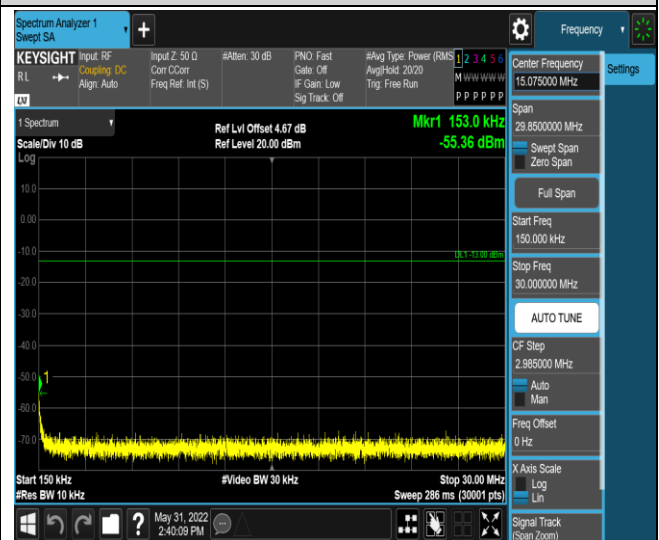 Spectrum Analyzer 1
Swept SA
+
Frequency
KEYSIGHT
RL
LXI
Input: RF
Coupling: DC
Align: Auto
Input Z: 50 Ω
Corr CCorr
Freq Ref: Int (S)
#Atten: 30 dB
PNO: Fast
Gate: Off
IF Gain: Low
Sig Track: Off
#Avg Type: Power (RMS
Avg|Hold: 20/20
Trig: Free Run
1 2 3 4 5 6
M W W W W W
P P P P P P
Center Frequency
15.075000 MHz
Settings
Span
29.8500000 MHz
Swept Span
Zero Span
Full Span
Start Freq
150.000 kHz
Stop Freq
30.000000 MHz
AUTO TUNE
CF Step
2.985000 MHz
Auto
Man
Freq Offset
0 Hz
X Axis Scale
Log
Lin
Signal Track
(Span Zoom)
1 Spectrum
Scale/Div 10 dB
Log
Ref Lvl Offset 4.67 dB
Ref Level 20.00 dBm
Mkr1 153.0 kHz
-55.36 dBm
10.0
0.00
-10.0
DL1 -13.00 dBm
-20.0
-30.0
-40.0
-50.0
1
-60.0
-70.0
Start 150 kHz
#Res BW 10 kHz
#Video BW 30 kHz
Stop 30.00 MHz
Sweep 286 ms (30001 pts)
?
May 31, 2022
2:40:09 PM